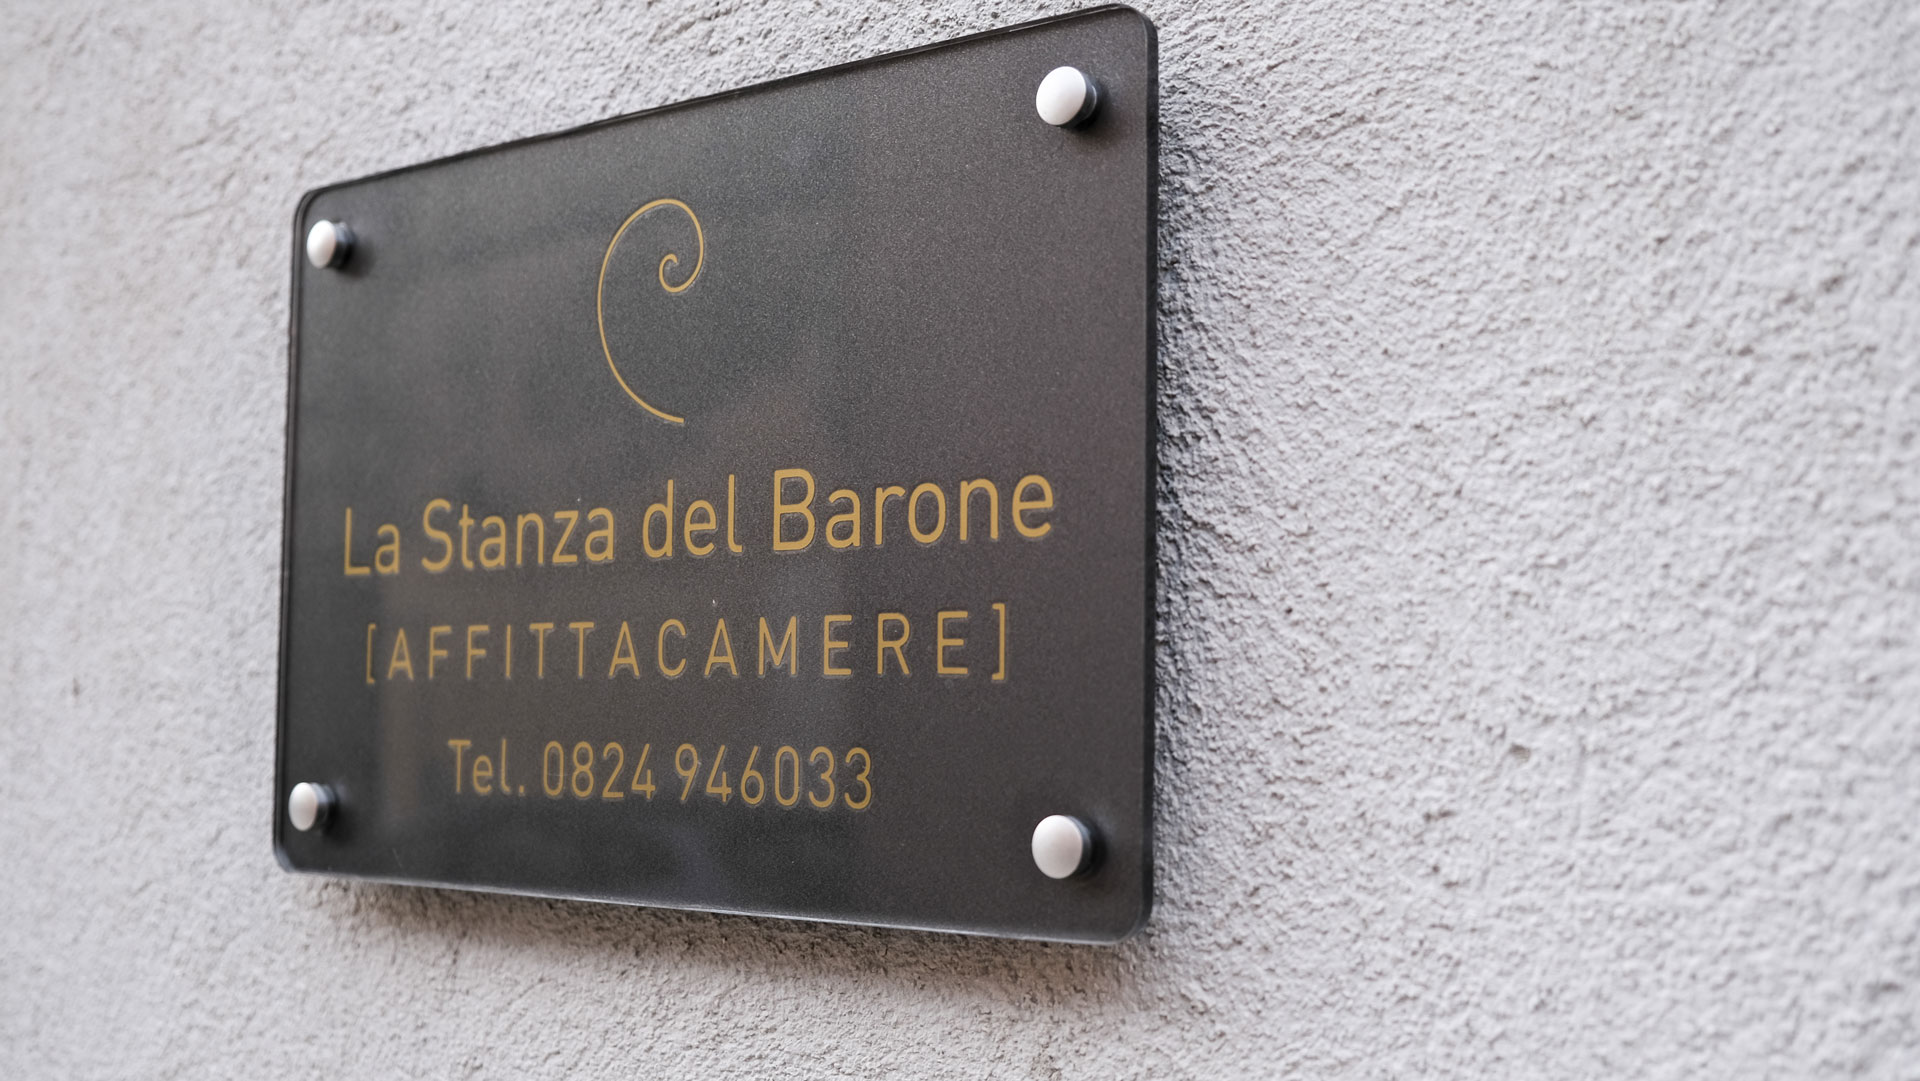 La Stanza del Barone
[AFFITTACAMERE]
Tel. 0824 946033